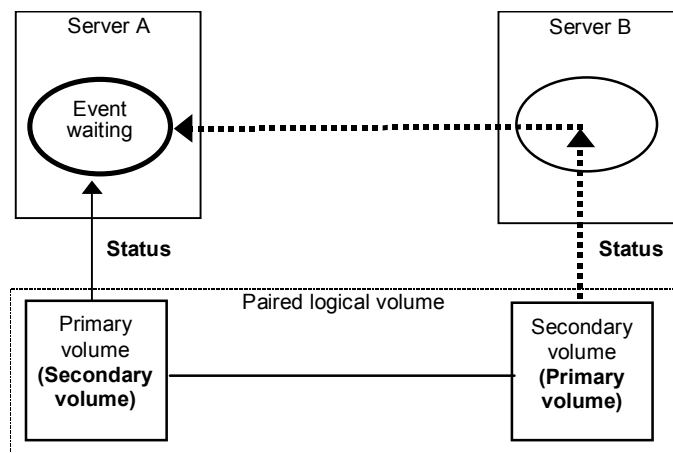 Server A
Server B
Event
waiting
Status
Status
Paired logical volume
Primary
volume
(Secondary
volume)
Secondary
volume
(Primary
volume)